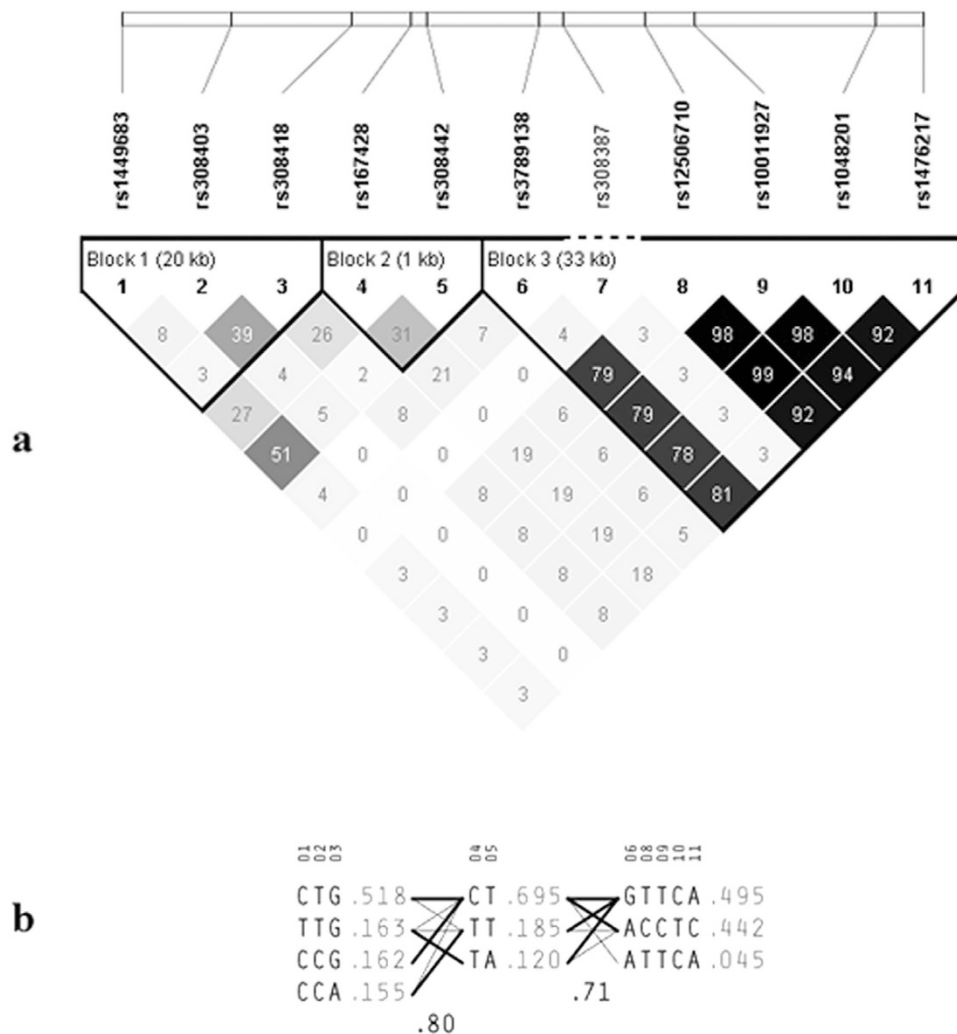 rs1449683
rs308403
rs308418
rs167428
rs308442
rs3789138
rs308387
rs12506710
rs10011927
rs1048201
rs1476217
Block 1 (20 kb) Block 2 (1 kb) Block 3 (33 kb)
1 2 3 4 5 6 7 8 9 10 11
8 39 26 31 7 4 3 98 98 92
3 4 2 21 0 79 3 99 94
27 5 8 0 6 79 3 92
a
51 0 0 19 6 78 3
4 0 8 19 6 81
0 0 8 19 5
3 0 8 18
3 0 8
3 0
3
01 02 03 04 05 06 08 09 10 11
CTG .518 CT .695 GTTCA .495
b
TTG .163 TT .185 ACCTC .442
CCG .162 TA .120 ATTCA .045
CCA .155
.80 .71